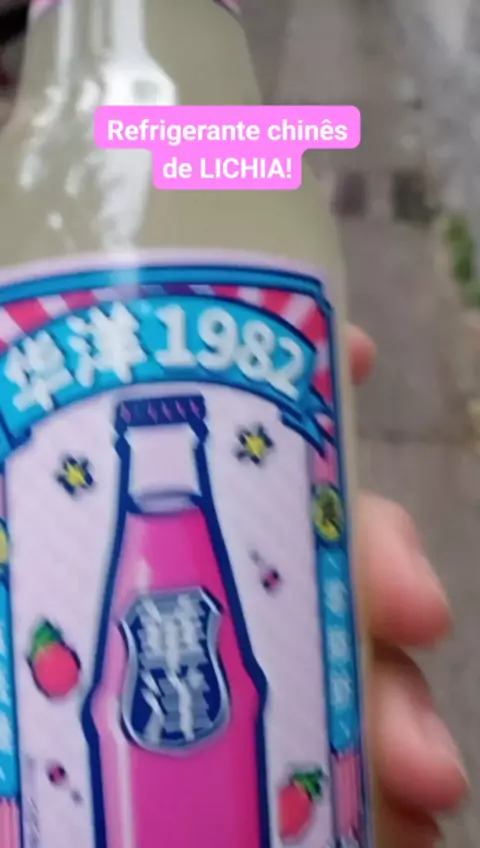 Refrigerante chinês
de LICHIA!
华洋1982
華
洋